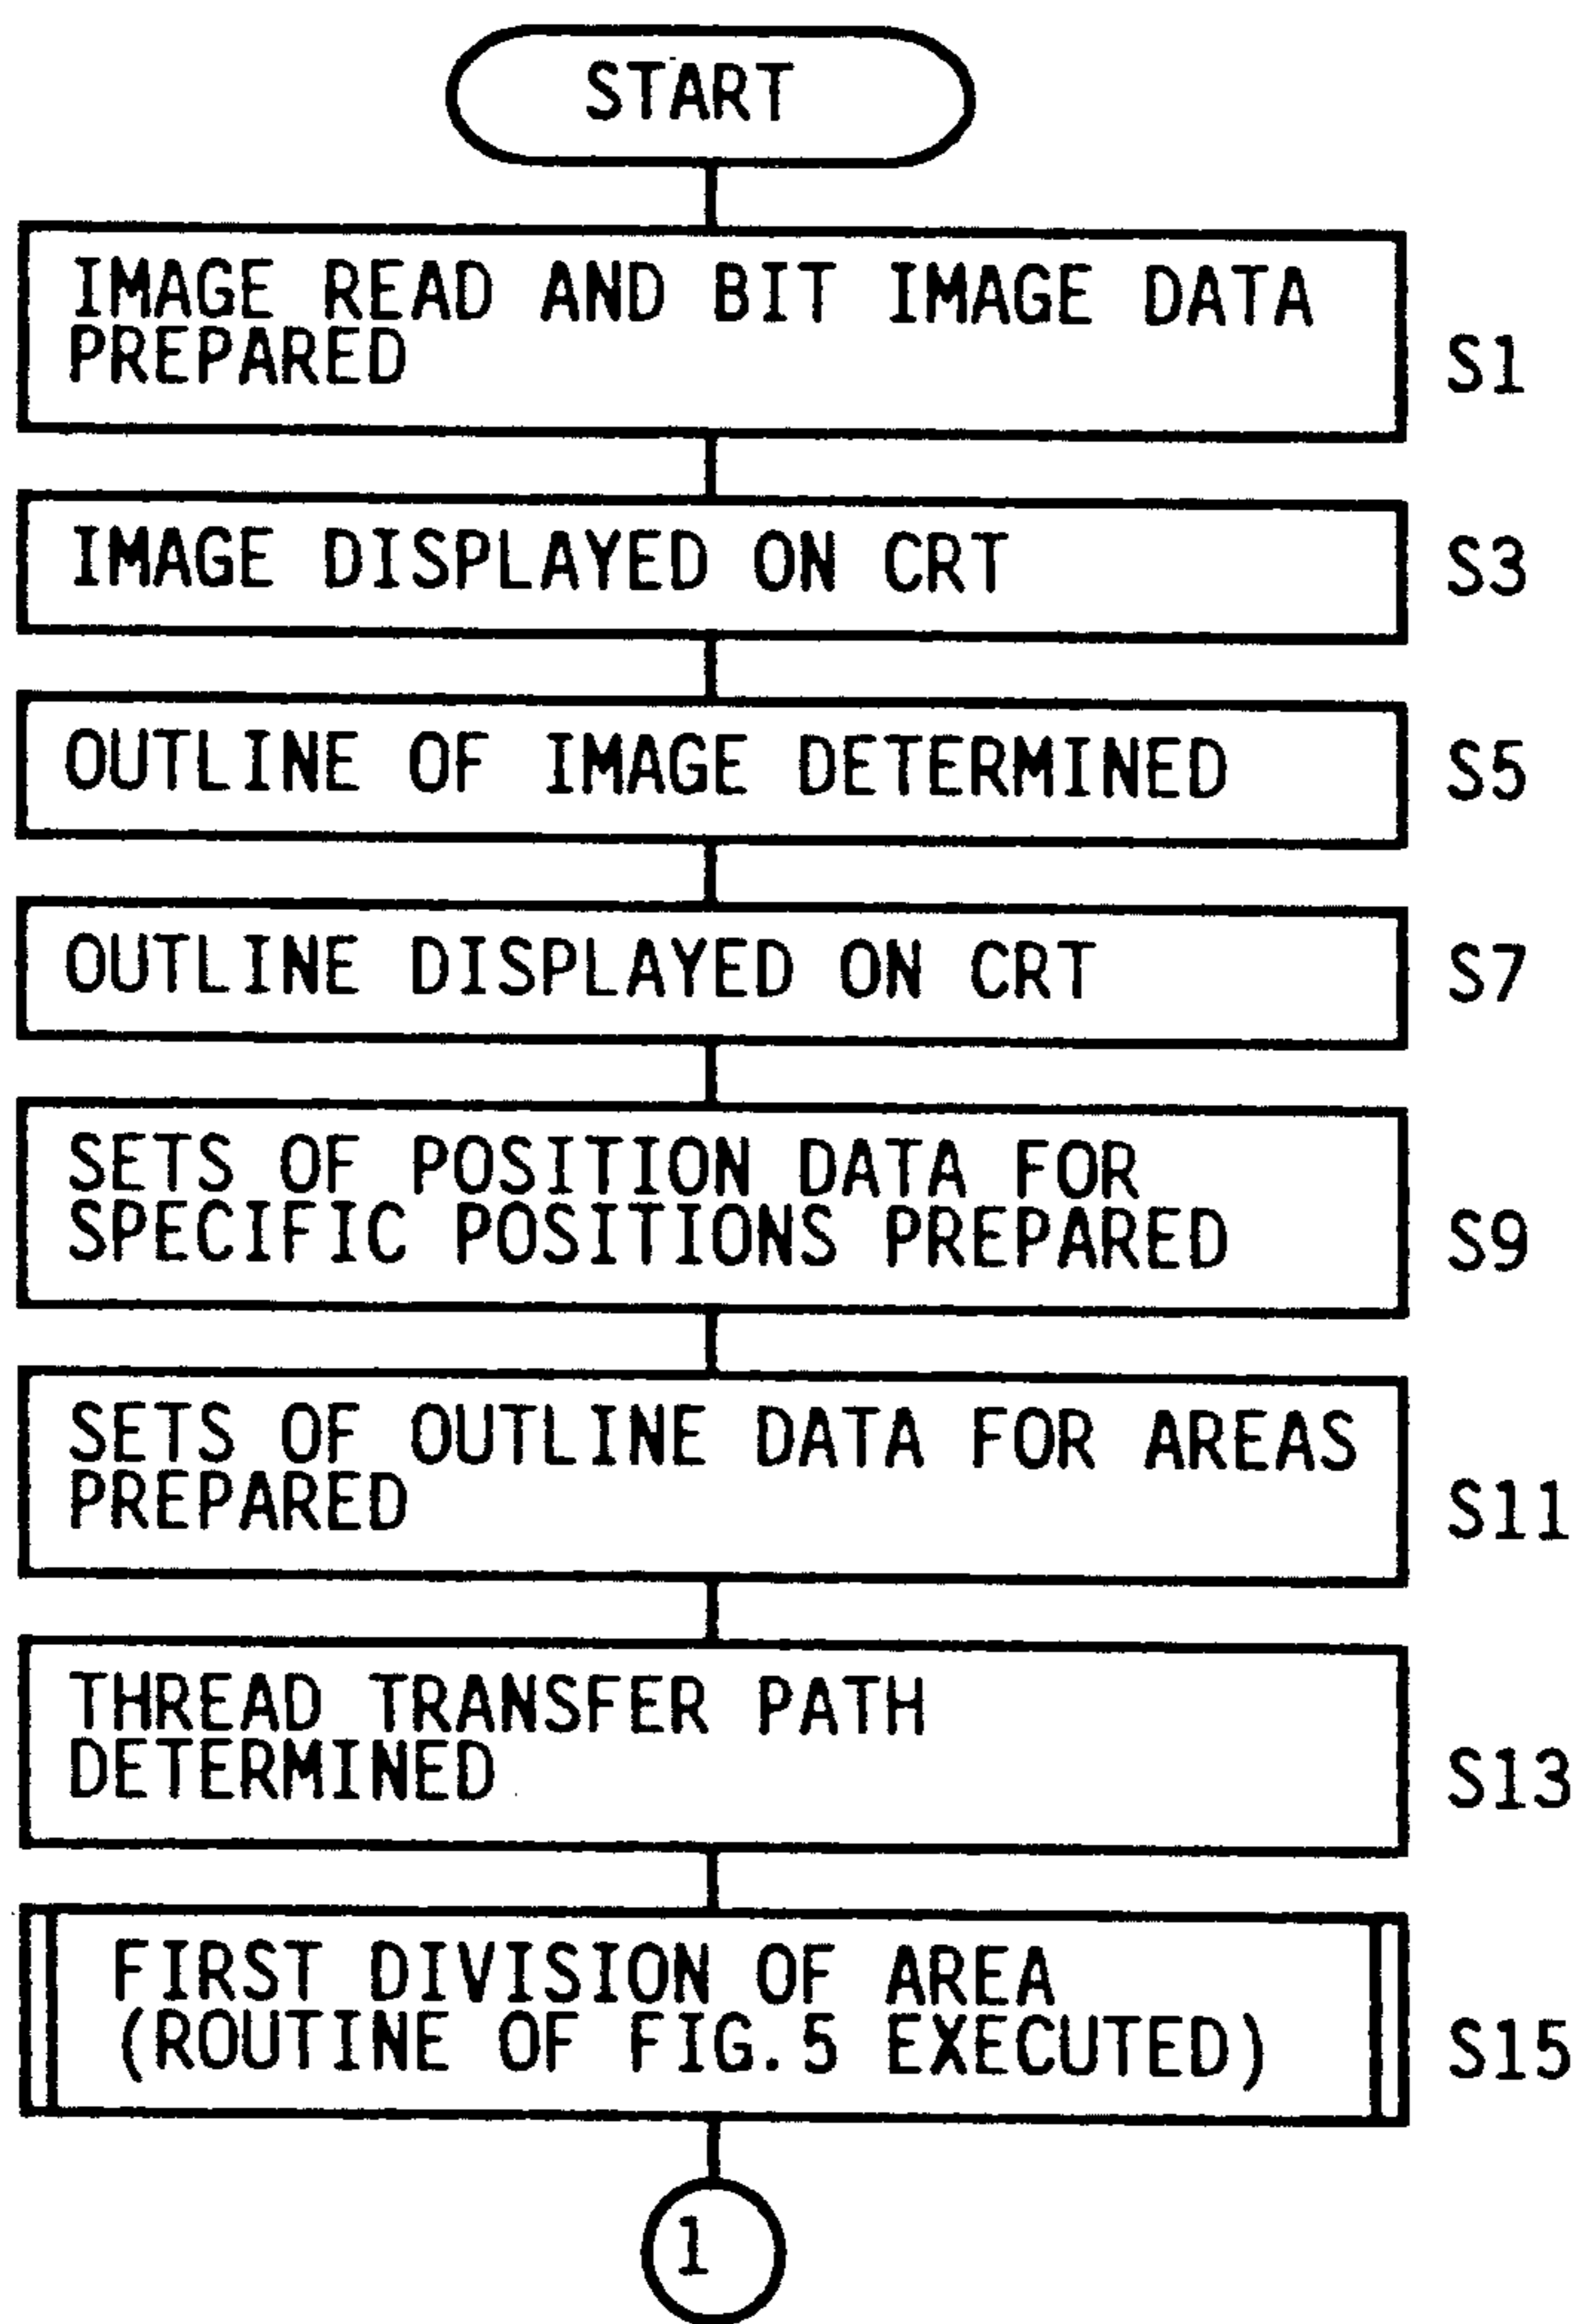 START
IMAGE READ AND BIT IMAGE DATA
PREPARED
S1
IMAGE DISPLAYED ON CRT
S3
OUTLINE OF IMAGE DETERMINED
S5
OUTLINE DISPLAYED ON CRT
S7
SETS OF POSITION DATA FOR
SPECIFIC POSITIONS PREPARED
S9
SETS OF OUTLINE DATA FOR AREAS
PREPARED
S11
THREAD TRANSFER PATH
DETERMINED
S13
FIRST DIVISION OF AREA
(ROUTINE OF FIG.5 EXECUTED)
S15
1